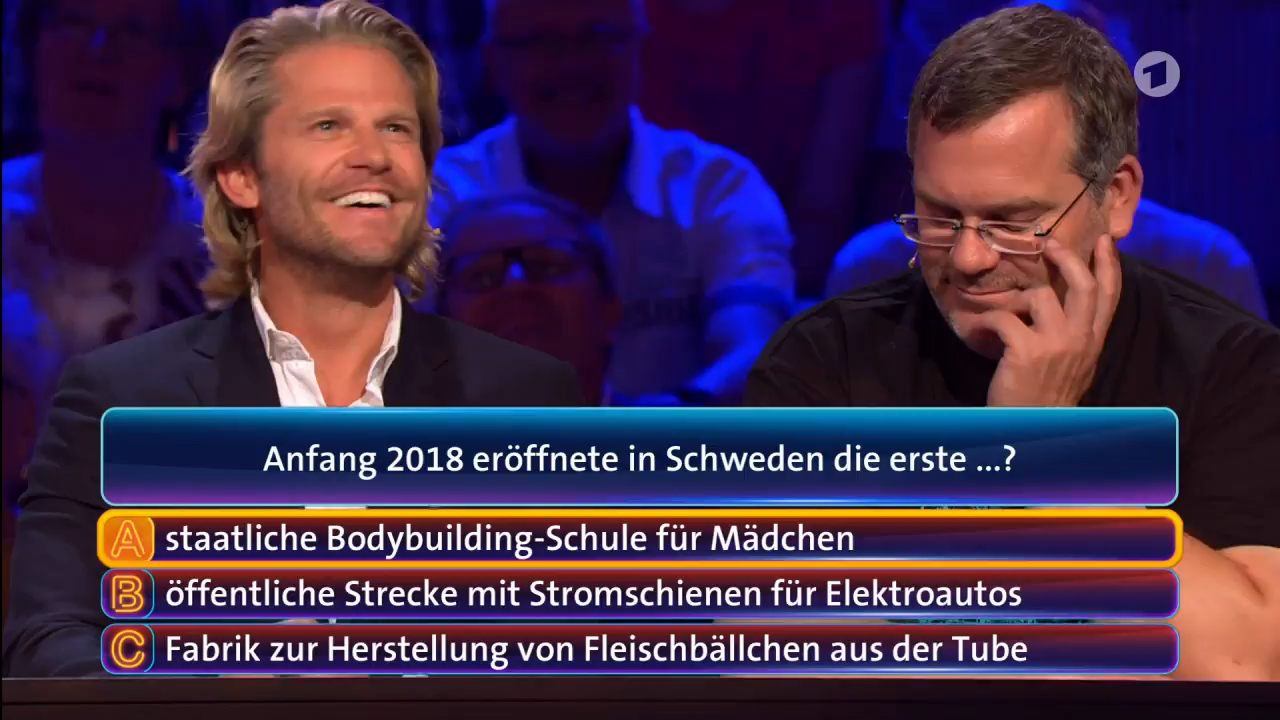 1
Anfang 2018 eröffnete in Schweden die erste ...?
A staatliche Bodybuilding-Schule für Mädchen
B öffentliche Strecke mit Stromschienen für Elektroautos
C Fabrik zur Herstellung von Fleischbällchen aus der Tube